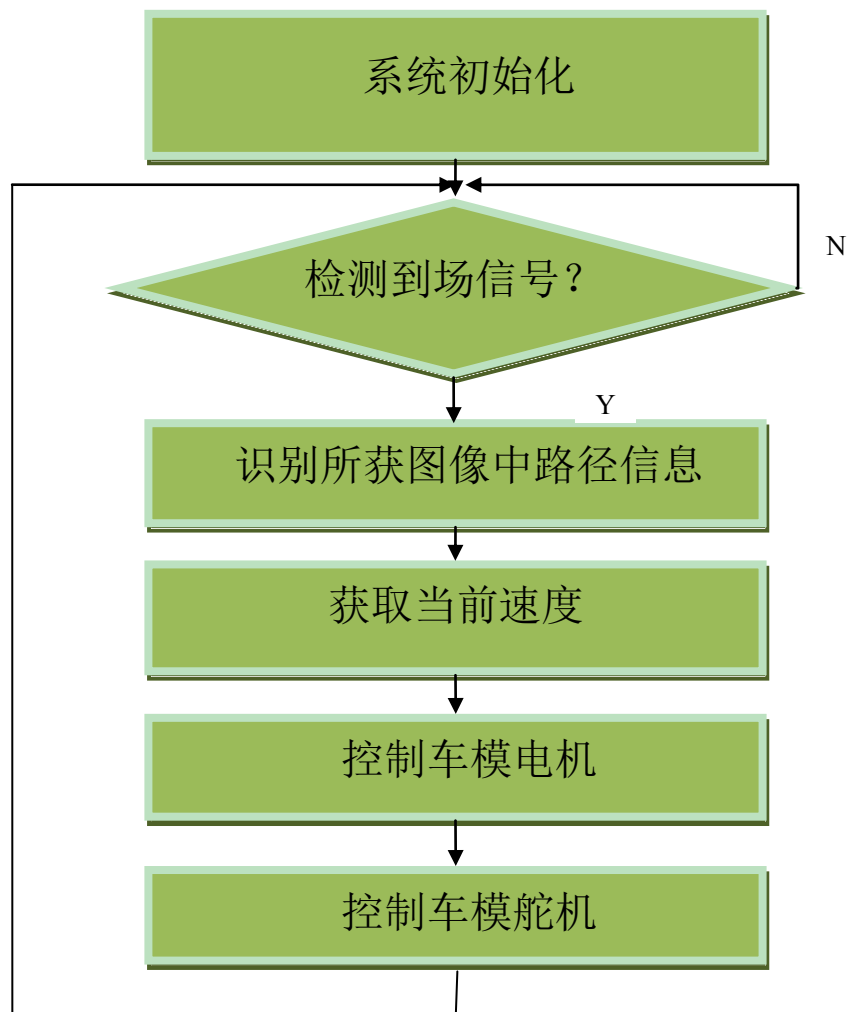 系统初始化
检测到场信号？
N
Y
识别所获图像中路径信息
获取当前速度
控制车模电机
控制车模舵机